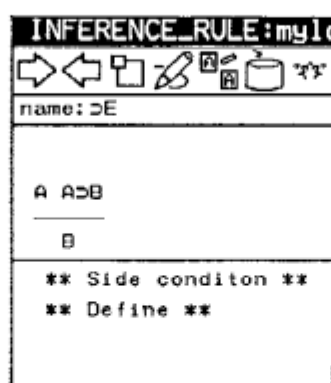 INFERENCE_RULE:mylo
name:⊃E
A A⊃B
B
** Side conditon **
** Define **